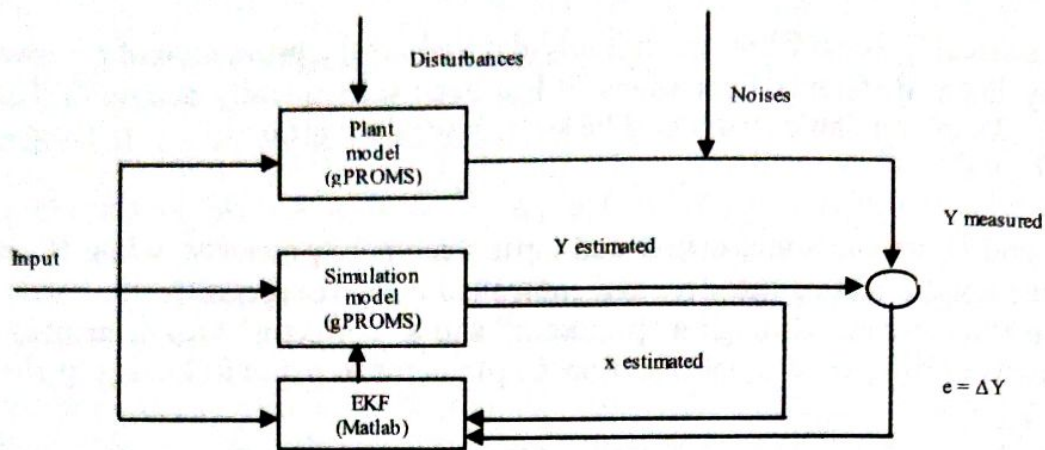 Disturbances
Noises
Plant
model
(gPROMS)
Y measured
Y estimated
Input
Simulation
model
(gPROMS)
x estimated
e = ΔY
EKF
(Matlab)